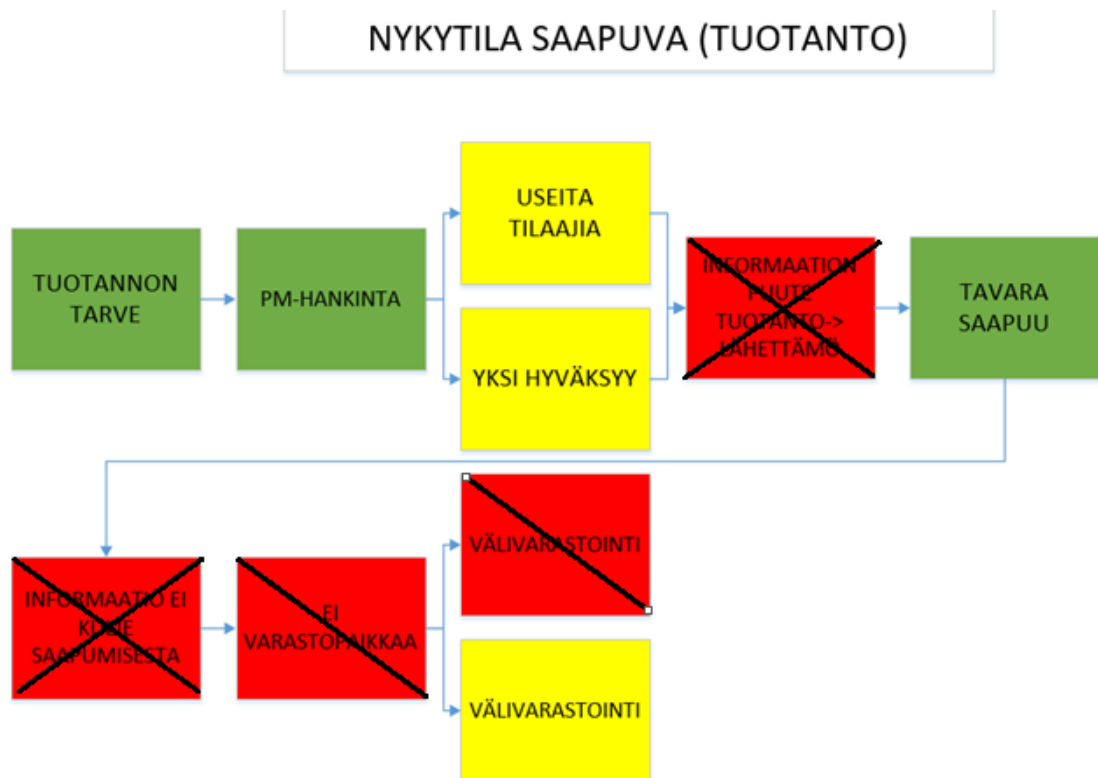 NYKYTILA SAAPUVA (TUOTANTO)
TUOTANNON
TARVE
PM-HANKINTA
USEITA
TILAAJIA
YKSI HYVÄKSYY
INFORMAATION
PUUTE
TUOTANTO->
LÄHETTÄMÖ
TAVARA
SAAPUU
INFORMAATIO EI
KULJE
SAAPUMISESTA
EI
VARASTOPAIKKAA
VÄLIVARASTOINTI
VÄLIVARASTOINTI